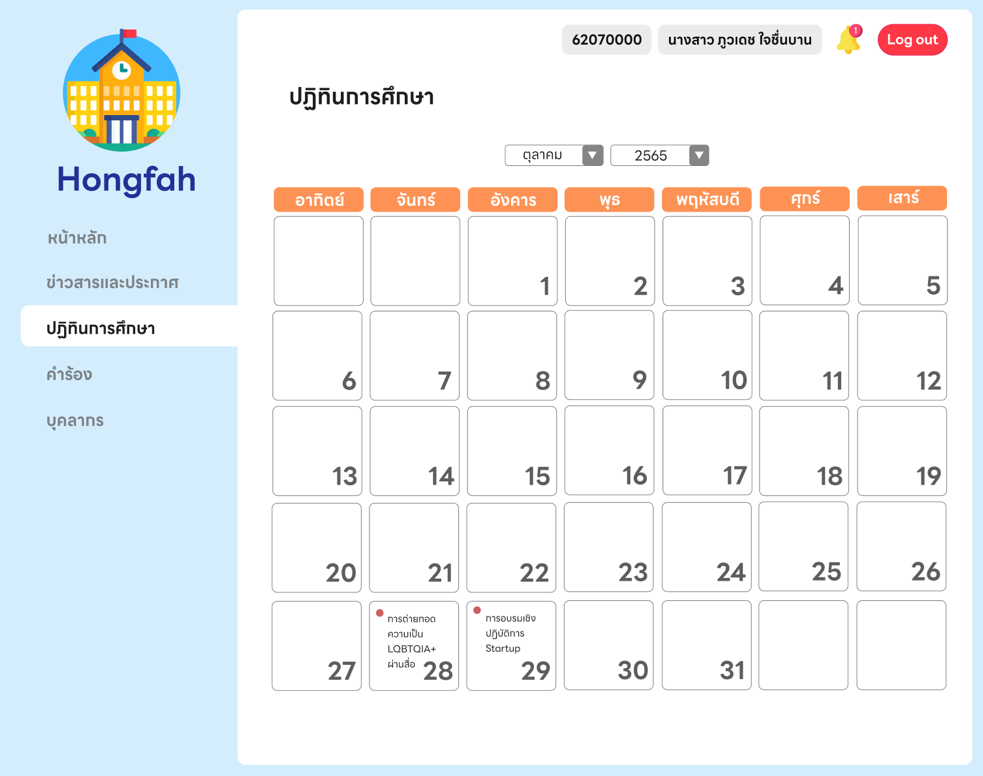 62070000
นางสาว ภูวเดช ใจชื่นบาน
1
Log out
Hongfah
หน้าหลัก
ข่าวสารและประกาศ
ปฏิทินการศึกษา
คำร้อง
บุคลากร
ปฏิทินการศึกษา
ตุลาคม
2565
อาทิตย์ จันทร์ อังคาร พุธ พฤหัสบดี ศุกร์ เสาร์
1 2 3 4 5
6 7 8 9 10 11 12
13 14 15 16 17 18 19
20 21 22 23 24 25 26
27
การถ่ายทอด
ความเป็น
LQBTQIA+
ผ่านสื่อ
28
การอบรมเชิง
ปฏิบัติการ
Startup
29
30 31